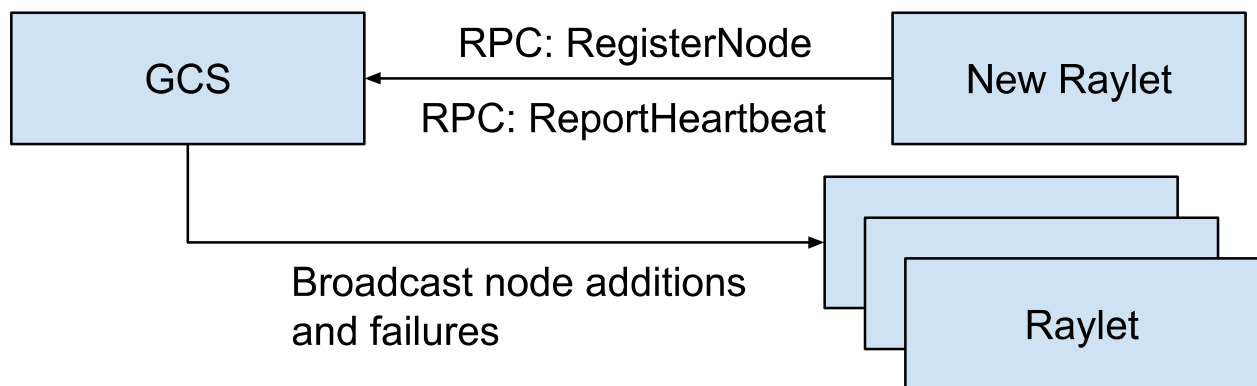 RPC: RegisterNode
GCS
New Raylet
RPC: ReportHeartbeat
Broadcast node additions
and failures
Raylet